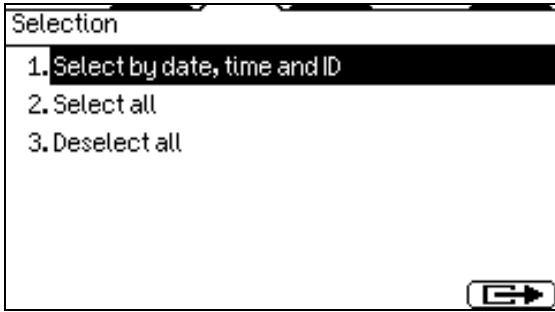 Selection
1. Select by date, time and ID
2. Select all
3. Deselect all